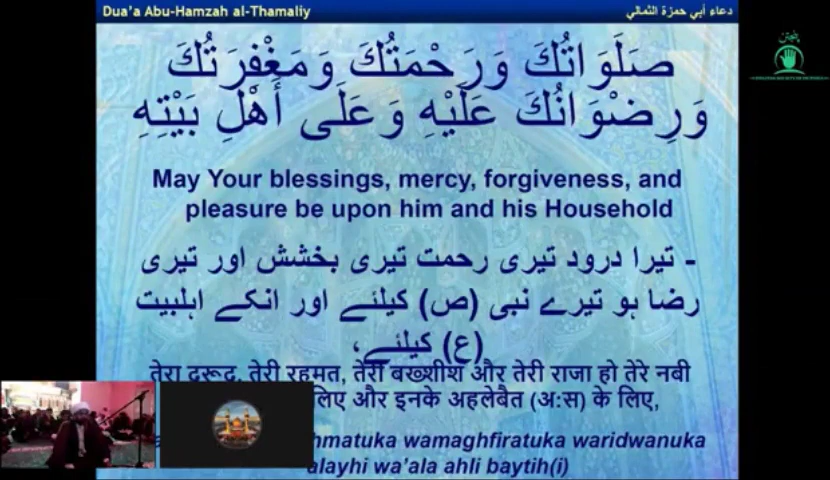 Dua'a Abu-Hamzah al-Thamaliy
دعاء أبي حمزة الثمالي
صَلَوَاتُكَ وَرَحْمَتُكَ وَمَغْفِرَتُكَ
وَرِضْوَانُكَ عَلَيْهِ وَعَلَى أَهْلِ بَيْتِهِ
May Your blessings, mercy, forgiveness, and
pleasure be upon him and his Household
- تیرا درود تیری رحمت تیری بخشش اور تیری
رضا ہو تیرے نبی (ص) کیلئے اور انکے اہلبیت
(ع) کیلئے،
तेरा दुरूद, तेरी रहमत, तेरी बख्शीश और तेरी राजा हो तेरे नबी
लिए और इनके अहलेबैत (अ:स) के लिए,
hmatuka wamaghfiratuka waridwanuka
alayhi wa'ala ahli baytih(i)